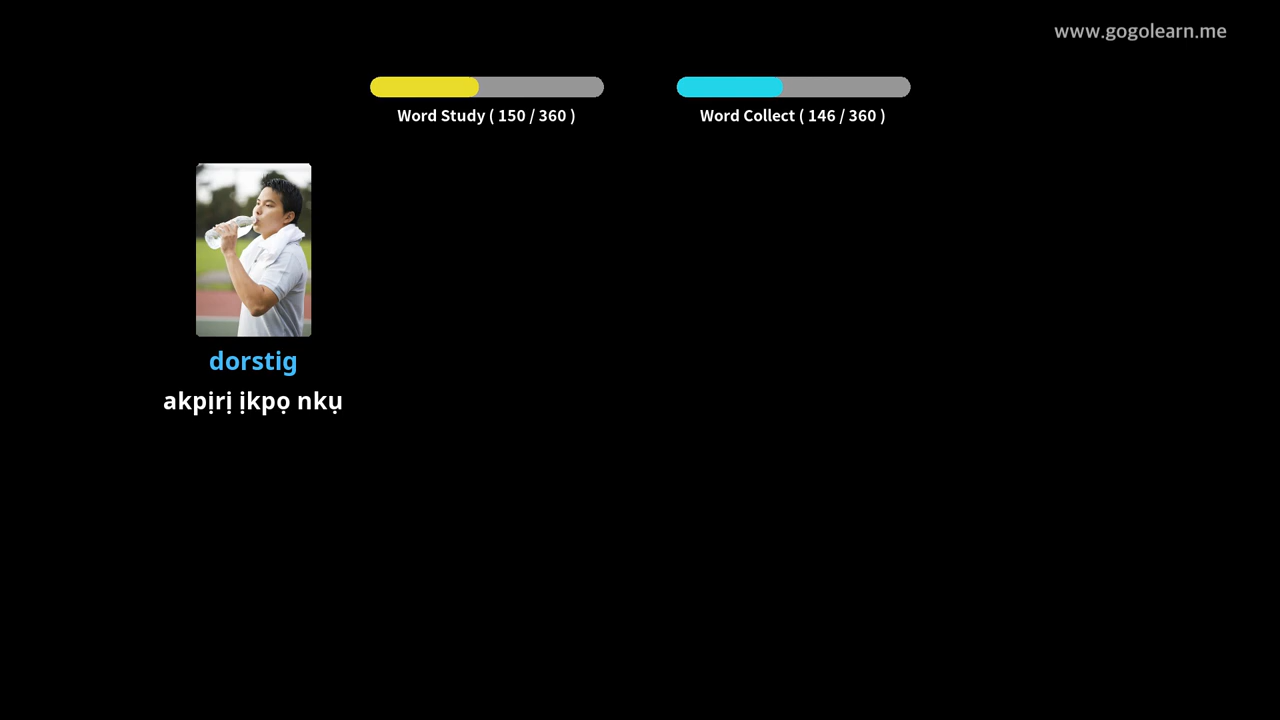 www.gogolearn.me
Word Study ( 150 / 360 )
Word Collect ( 146 / 360 )
dorstig
akpịrị ịkpọ nkụ